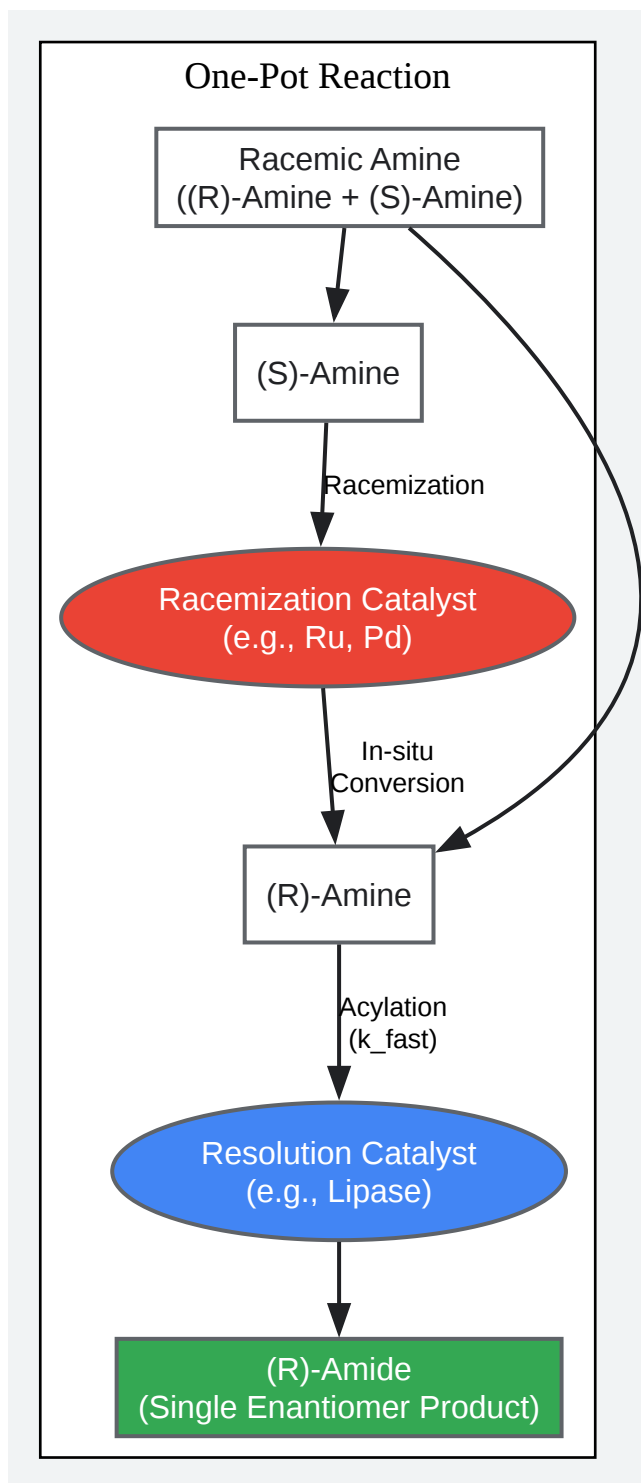 One-Pot Reaction
Racemic Amine
((R)-Amine + (S)-Amine)
(S)-Amine
Racemization
Racemization Catalyst
(e.g., Ru, Pd)
In-situ
Conversion
(R)-Amine
Acylation
(k_fast)
Resolution Catalyst
(e.g., Lipase)
(R)-Amide
(Single Enantiomer Product)